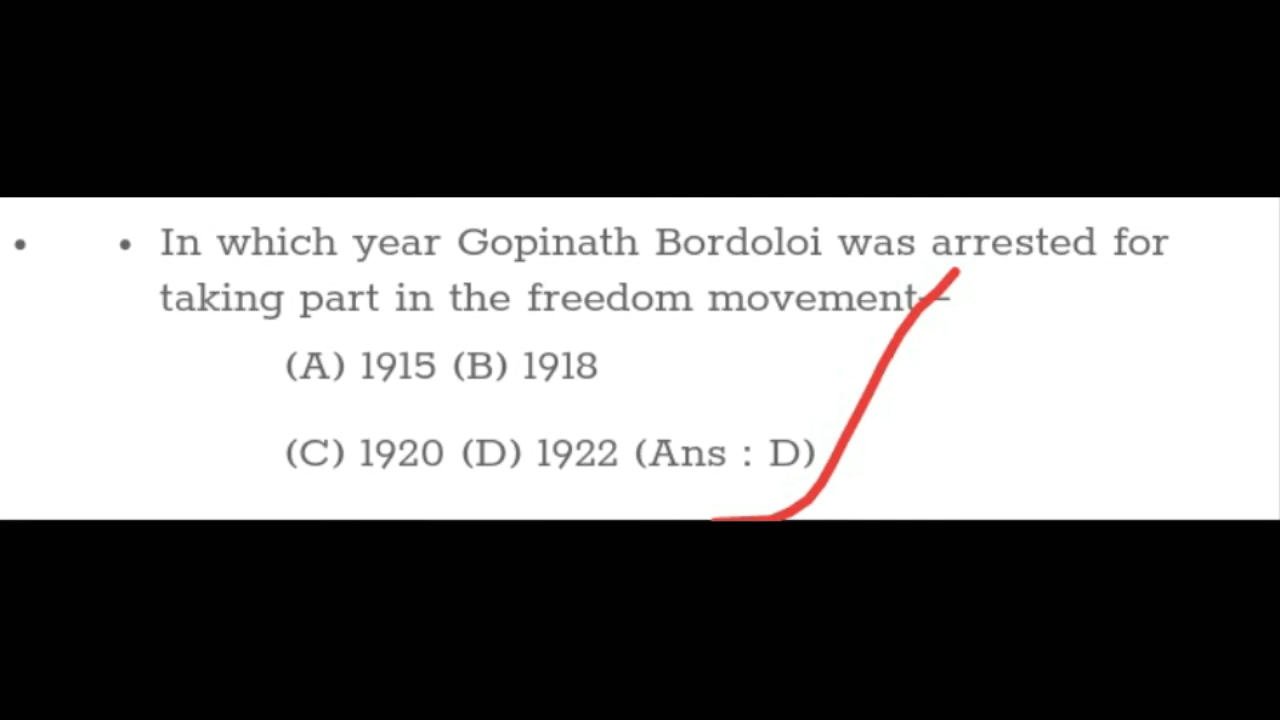 • • In which year Gopinath Bordoloi was arrested for
taking part in the freedom movement–
(A) 1915 (B) 1918
(C) 1920 (D) 1922 (Ans : D)